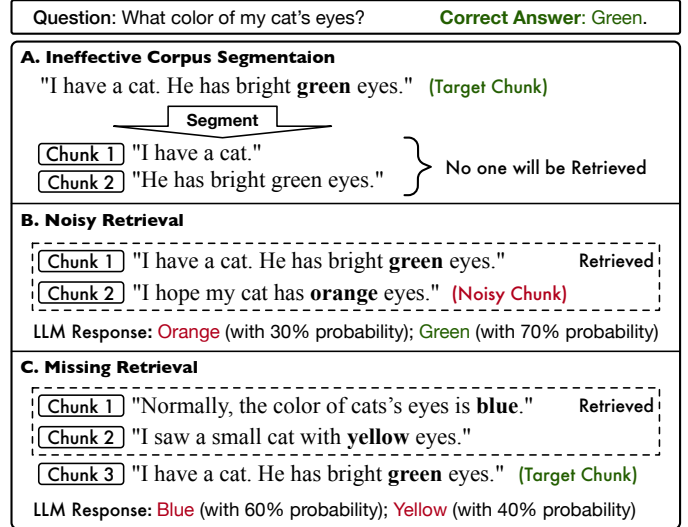 Question: What color of my cat's eyes? Correct Answer: Green.
A. Ineffective Corpus Segmentaion
"I have a cat. He has bright green eyes." (Target Chunk)
Segment
Chunk 1 "I have a cat."
Chunk 2 "He has bright green eyes."
No one will be Retrieved
B. Noisy Retrieval
Chunk 1 "I have a cat. He has bright green eyes." Retrieved
Chunk 2 "I hope my cat has orange eyes." (Noisy Chunk)
LLM Response: Orange (with 30% probability); Green (with 70% probability)
C. Missing Retrieval
Chunk 1 "Normally, the color of cats's eyes is blue." Retrieved
Chunk 2 "I saw a small cat with yellow eyes."
Chunk 3 "I have a cat. He has bright green eyes." (Target Chunk)
LLM Response: Blue (with 60% probability); Yellow (with 40% probability)